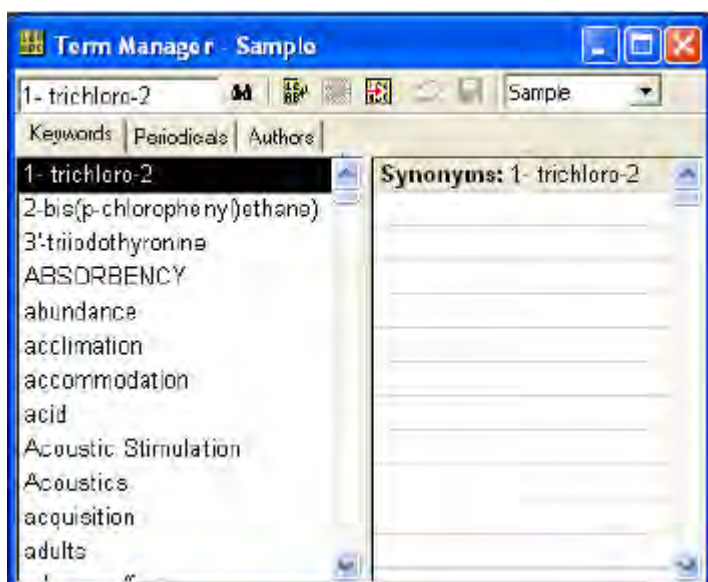 Term Manager - Sample
1- trichloro-2
Sample
Keywords
Periodicals
Authors
1- trichloro-2
2-bis(p-chlorophenyl)ethane)
3'-triiodothyronine
ABSORBENCY
abundance
acclimation
accommodation
acid
Acoustic Stimulation
Acoustics
acquisition
adults
Synonyms: 1- trichloro-2